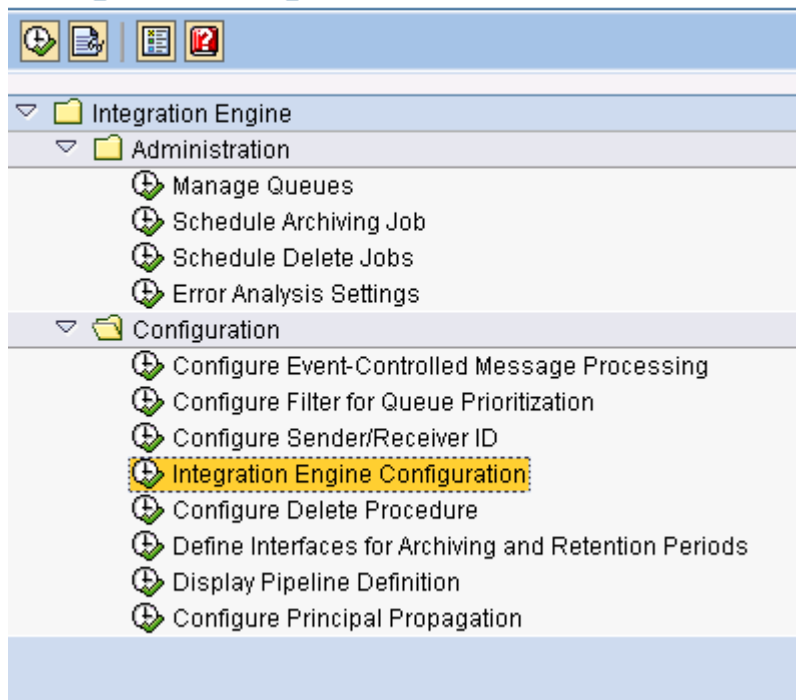 Integration Engine
Administration
Manage Queues
Schedule Archiving Job
Schedule Delete Jobs
Error Analysis Settings
Configuration
Configure Event-Controlled Message Processing
Configure Filter for Queue Prioritization
Configure Sender/Receiver ID
Integration Engine Configuration
Configure Delete Procedure
Define Interfaces for Archiving and Retention Periods
Display Pipeline Definition
Configure Principal Propagation